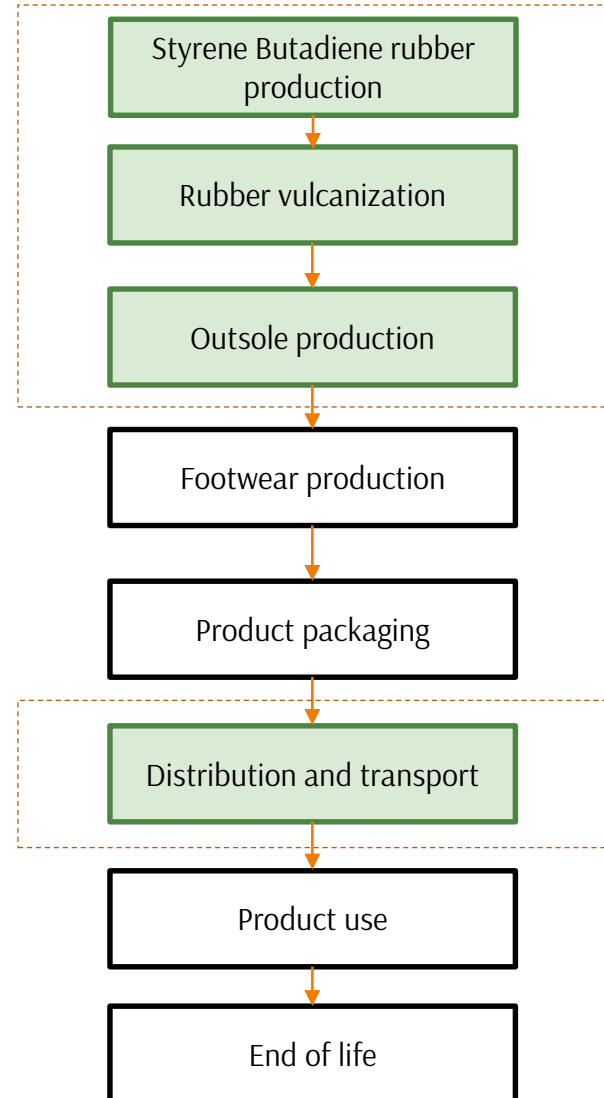 Styrene Butadiene rubber
production
Rubber vulcanization
Outsole production
Footwear production
Product packaging
Distribution and transport
Product use
End of life